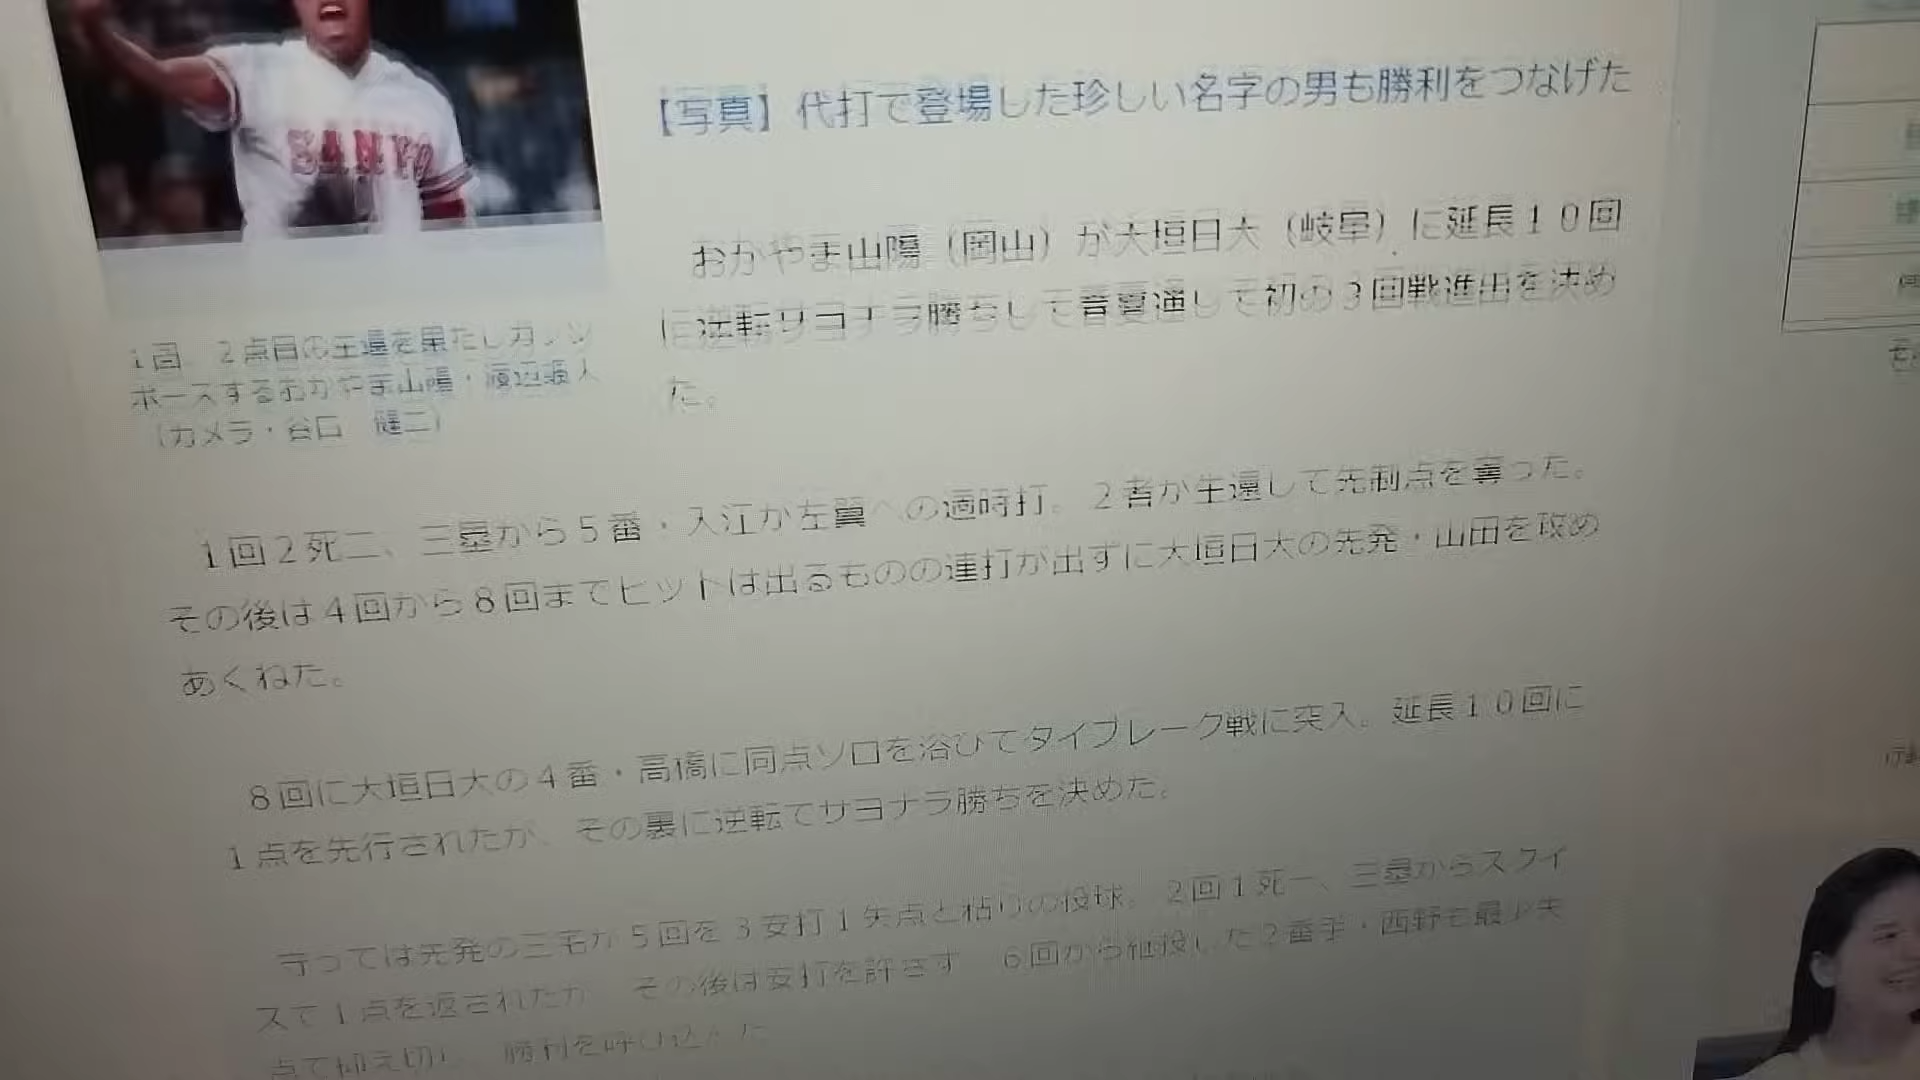 SANYO
【写真】代打で登場した珍しい名字の男も勝利をつなげた
おかやま山陽（岡山）が大垣日大（岐阜）に延長１０回
に逆転サヨナラ勝ちして春夏通して初の３回戦進出を決め
た。
１回、２点目の生還を果たしガッツ
ポーズするおかやま山陽・渡辺颯人
（カメラ・谷口　健二）
１回２死二、三塁から５番・入江が左翼への適時打。２者が生還して先制点を奪った。
その後は４回から８回までヒットは出るものの連打が出ずに大垣日大の先発・山田を攻め
あくねた。
８回に大垣日大の４番・高橋に同点ソロを浴びてタイブレーク戦に突入。延長１０回に
１点を先行されたが、その裏に逆転でサヨナラ勝ちを決めた。
守っては先発の三宅が５回を３安打１失点と粘りの投球。２回１死一、三塁からスクイ
ズで１点を返されたが、その後は安打を許さず、６回から継投した２番手・西野も最少失
点で抑え切り、勝利を呼び込んだ